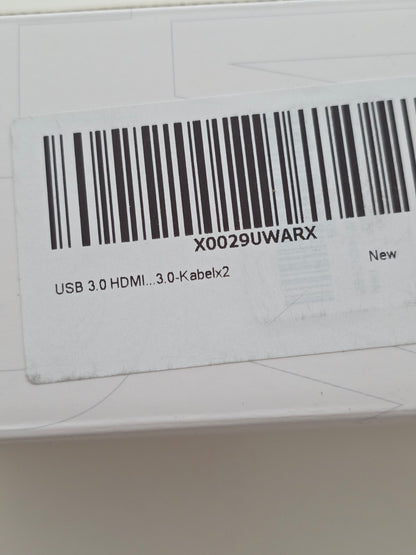 X0029UWARX
USB 3.0 HDMI...3.0-Kabelx2
New